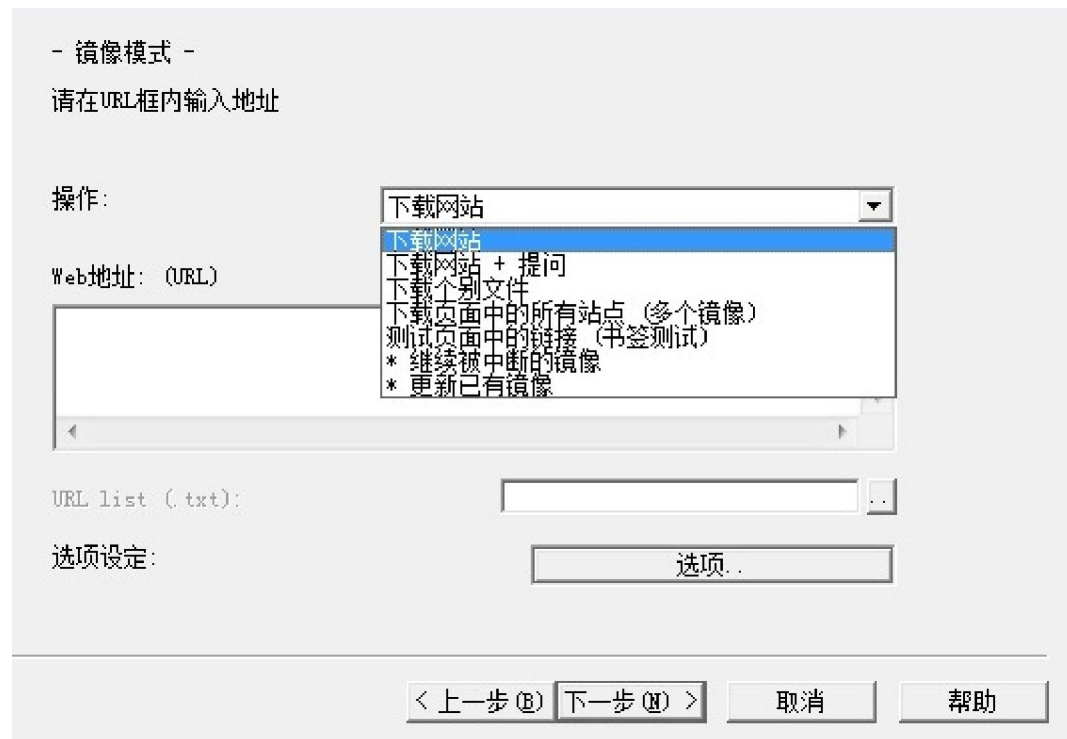 - 镜像模式 -
请在URL框内输入地址
操作:
下载网站
下载网站
下载网站 + 提问
下载个别文件
下载页面中的所有站点 (多个镜像)
测试页面中的链接 (书签测试)
* 继续被中断的镜像
* 更新已有镜像
Web地址: (URL)
URL list (.txt):
..
选项设定:
选项..
< 上一步(B)
下一步(N) >
取消
帮助